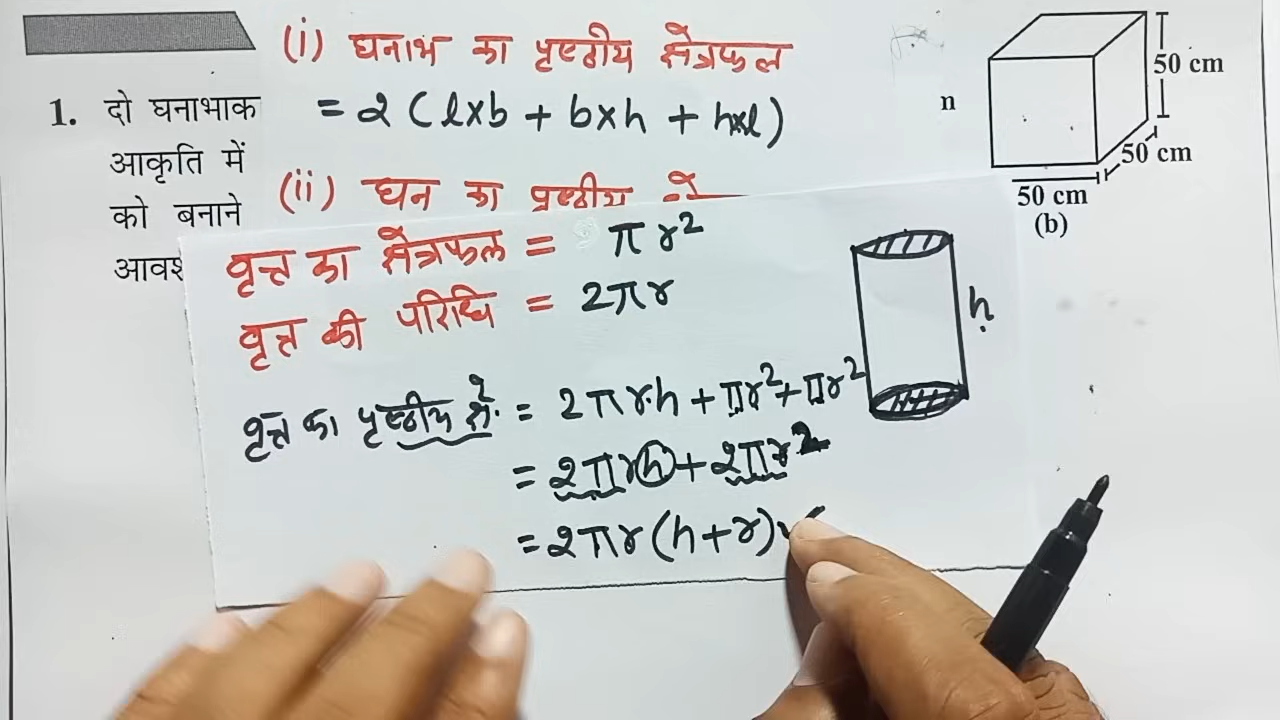 (i) घनाभ का पृष्ठीय क्षेत्रफल
= 2 (l×b + b×h + h×l)
1. दो घनाभाक
आकृति में
को बनाने
आवश
(ii) घन का पृष्ठीय क्षे
n
50 cm
50 cm
50 cm
(b)
वृत्त का क्षेत्रफल = πr²
वृत्त की परिधि = 2πr
h
वृत्त का पृष्ठीय क्षे. = 2πr.h + πr² + πr²
= 2πrh + 2πr²
= 2πr (h+r)